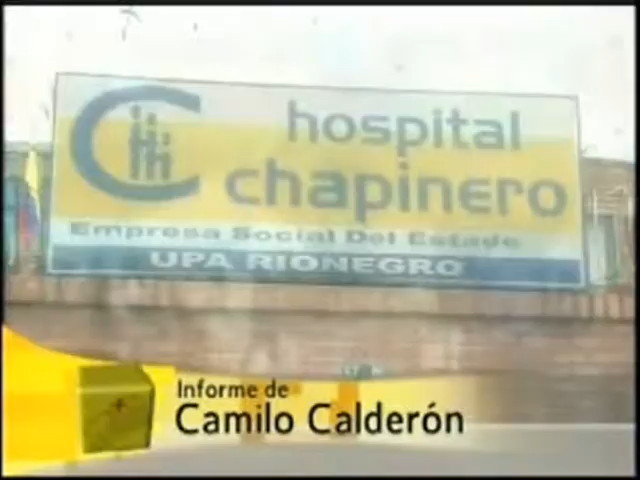 hospital
chapinero
Empresa Social Del Estado
UPA RIONEGRO
Informe de
Camilo Calderón